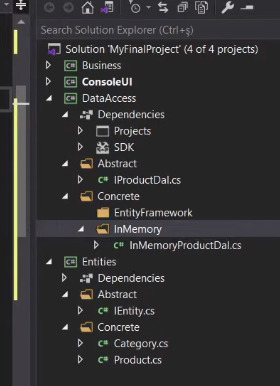 Search Solution Explorer (Ctrl+ş)
Solution 'MyFinalProject' (4 of 4 projects)
Business
ConsoleUI
DataAccess
Dependencies
Projects
SDK
Abstract
IProductDal.cs
Concrete
EntityFramework
InMemory
InMemoryProductDal.cs
Entities
Dependencies
Abstract
IEntity.cs
Concrete
Category.cs
Product.cs